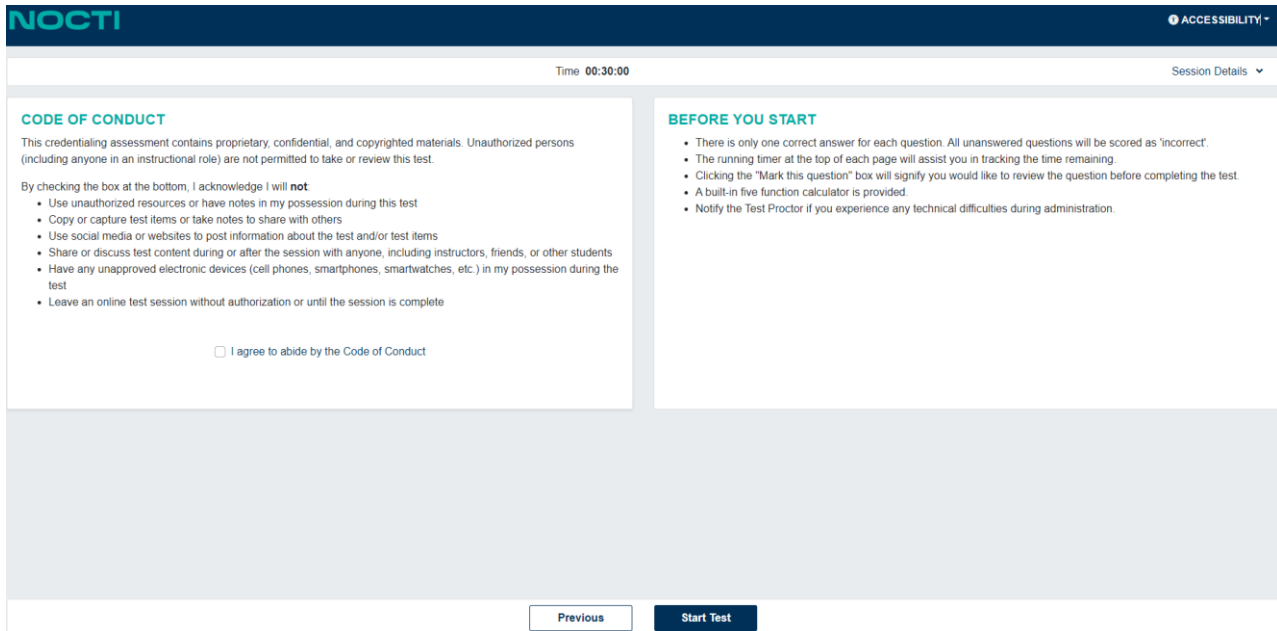 NOCTI
ACCESSIBILITY
Time 00:30:00
Session Details
CODE OF CONDUCT
This credentialing assessment contains proprietary, confidential, and copyrighted materials. Unauthorized persons
(including anyone in an instructional role) are not permitted to take or review this test.
By checking the box at the bottom, I acknowledge I will not:
• Use unauthorized resources or have notes in my possession during this test
• Copy or capture test items or take notes to share with others
• Use social media or websites to post information about the test and/or test items
• Share or discuss test content during or after the session with anyone, including instructors, friends, or other students
• Have any unapproved electronic devices (cell phones, smartphones, smartwatches, etc.) in my possession during the
test
• Leave an online test session without authorization or until the session is complete
I agree to abide by the Code of Conduct
BEFORE YOU START
• There is only one correct answer for each question. All unanswered questions will be scored as 'incorrect'.
• The running timer at the top of each page will assist you in tracking the time remaining.
• Clicking the "Mark this question" box will signify you would like to review the question before completing the test.
• A built-in five function calculator is provided.
• Notify the Test Proctor if you experience any technical difficulties during administration.
Previous
Start Test